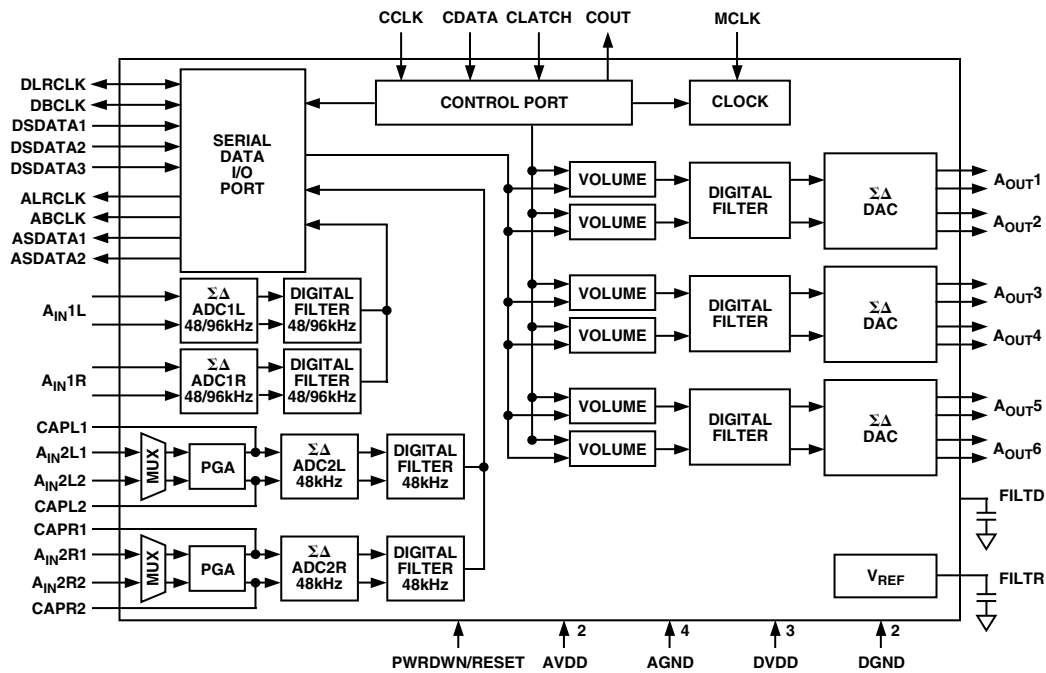 CCLK CDATA CLATCH COUT MCLK
DLRCLK
DBCLK
DSDATA1
DSDATA2
DSDATA3
ALRCLK
ABCLK
ASDATA1
ASDATA2
SERIAL
DATA
I/O
PORT
CONTROL PORT
CLOCK
VOLUME
VOLUME
DIGITAL
FILTER
ΣΔ
DAC
AOUT1
AOUT2
VOLUME
VOLUME
DIGITAL
FILTER
ΣΔ
DAC
AOUT3
AOUT4
VOLUME
VOLUME
DIGITAL
FILTER
ΣΔ
DAC
AOUT5
AOUT6
AIN1L
ΣΔ
ADC1L
48/96kHz
DIGITAL
FILTER
48/96kHz
AIN1R
ΣΔ
ADC1R
48/96kHz
DIGITAL
FILTER
48/96kHz
CAPL1
AIN2L1
AIN2L2
CAPL2
MUX
PGA
ΣΔ
ADC2L
48kHz
DIGITAL
FILTER
48kHz
CAPR1
AIN2R1
AIN2R2
CAPR2
MUX
PGA
ΣΔ
ADC2R
48kHz
DIGITAL
FILTER
48kHz
FILTD
VREF
FILTR
2 4 3 2
PWRDWN/RESET AVDD AGND DVDD DGND